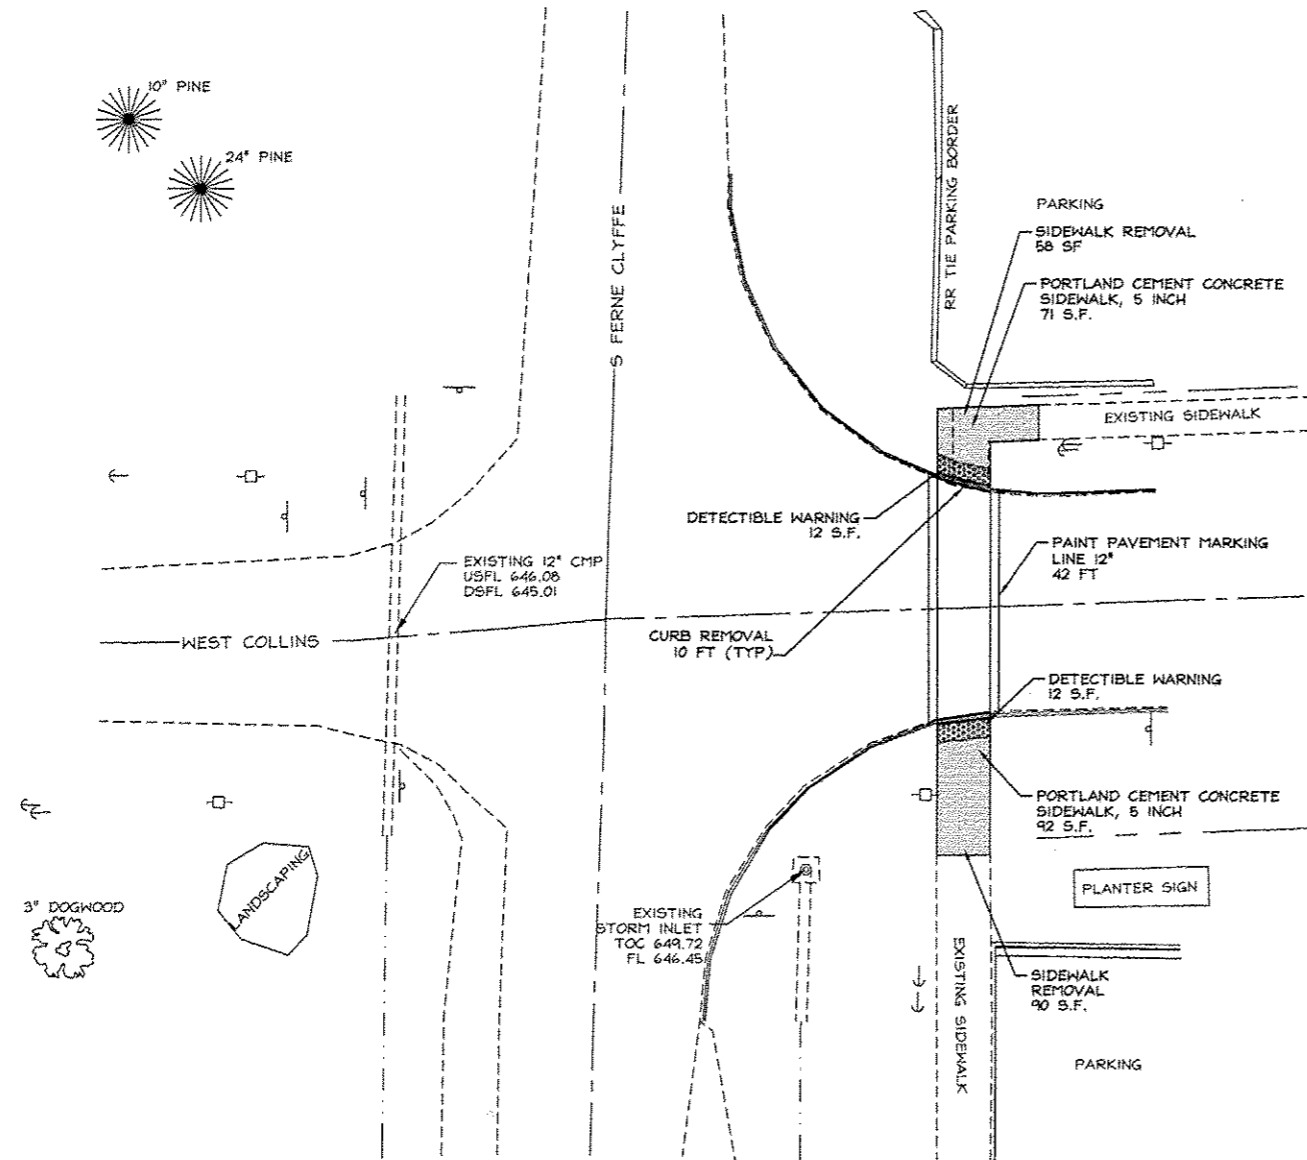 10" PINE
24" PINE
S FERNE CLYFFE
RR TIE PARKING BORDER
PARKING
SIDEWALK REMOVAL
58 SF
PORTLAND CEMENT CONCRETE
SIDEWALK, 5 INCH
71 S.F.
EXISTING SIDEWALK
DETECTIBLE WARNING
12 S.F.
EXISTING 12" CMP
USFL 646.08
DSFL 645.01
PAINT PAVEMENT MARKING
LINE 12"
42 FT
WEST COLLINS
CURB REMOVAL
10 FT (TYP)
DETECTIBLE WARNING
12 S.F.
PORTLAND CEMENT CONCRETE
SIDEWALK, 5 INCH
92 S.F.
LANDSCAPING
3" DOGWOOD
PLANTER SIGN
EXISTING
STORM INLET
TOC 649.72
FL 646.45
EXISTING SIDEWALK
SIDEWALK
REMOVAL
90 S.F.
PARKING